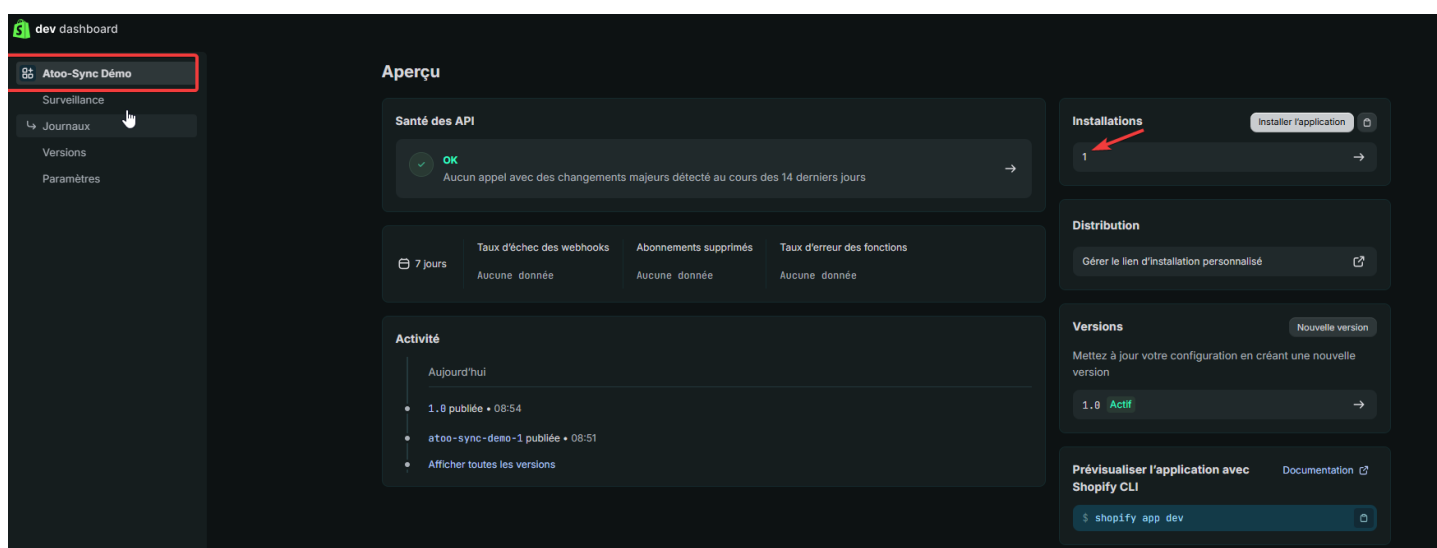 dev dashboard
Atoo-Sync Démo
Surveillance
Journaux
Versions
Paramètres
Aperçu
Santé des API
OK
Aucun appel avec des changements majeurs détecté au cours des 14 derniers jours
7 jours
Taux d'échec des webhooks
Aucune donnée
Abonnements supprimés
Aucune donnée
Taux d'erreur des fonctions
Aucune donnée
Activité
Aujourd'hui
1.0 publiée • 08:54
atoo-sync-demo-1 publiée • 08:51
Afficher toutes les versions
Installations
Installer l'application
1
Distribution
Gérer le lien d'installation personnalisé
Versions
Nouvelle version
Mettez à jour votre configuration en créant une nouvelle
version
1.0 Actif
Prévisualiser l'application avec
Shopify CLI
Documentation
$ shopify app dev